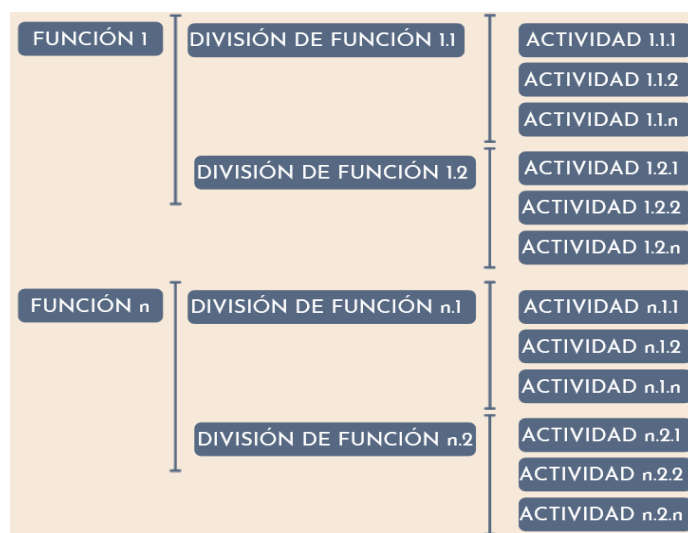 FUNCIÓN 1
DIVISIÓN DE FUNCIÓN 1.1
ACTIVIDAD 1.1.1
ACTIVIDAD 1.1.2
ACTIVIDAD 1.1.n
DIVISIÓN DE FUNCIÓN 1.2
ACTIVIDAD 1.2.1
ACTIVIDAD 1.2.2
ACTIVIDAD 1.2.n
FUNCIÓN n
DIVISIÓN DE FUNCIÓN n.1
ACTIVIDAD n.1.1
ACTIVIDAD n.1.2
ACTIVIDAD n.1.n
DIVISIÓN DE FUNCIÓN n.2
ACTIVIDAD n.2.1
ACTIVIDAD n.2.2
ACTIVIDAD n.2.n